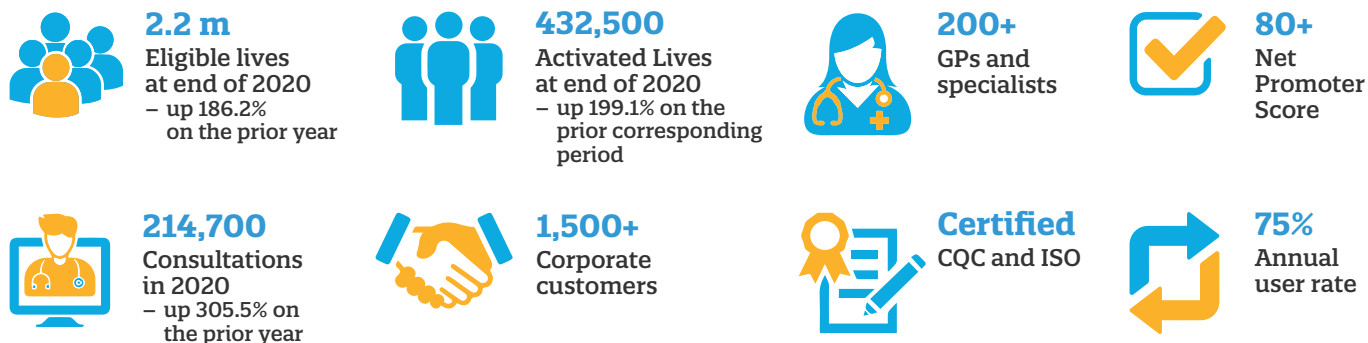 2.2 m
Eligible lives
at end of 2020
– up 186.2%
on the prior year
432,500
Activated Lives
at end of 2020
– up 199.1% on the
prior corresponding
period
200+
GPs and
specialists
80+
Net
Promoter
Score
214,700
Consultations
in 2020
– up 305.5% on
the prior year
1,500+
Corporate
customers
Certified
CQC and ISO
75%
Annual
user rate